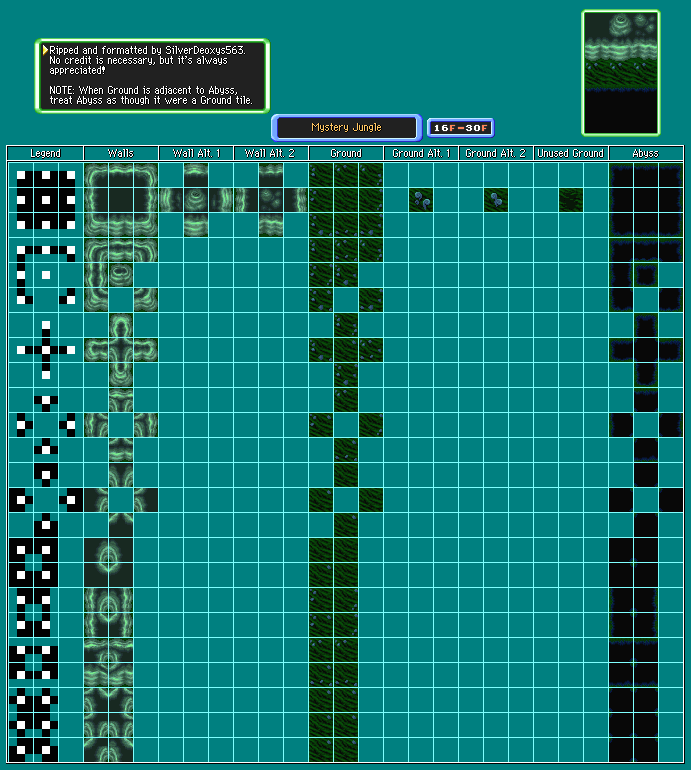 Ripped and formatted by SilverDeoxys563.
No credit is necessary, but it's always
appreciated!
NOTE: When Ground is adjacent to Abyss,
treat Abyss as though it were a Ground tile.
Mystery Jungle
16F-30F
Legend Walls Wall Alt. 1 Wall Alt. 2 Ground Ground Alt. 1 Ground Alt. 2 Unused Ground Abyss